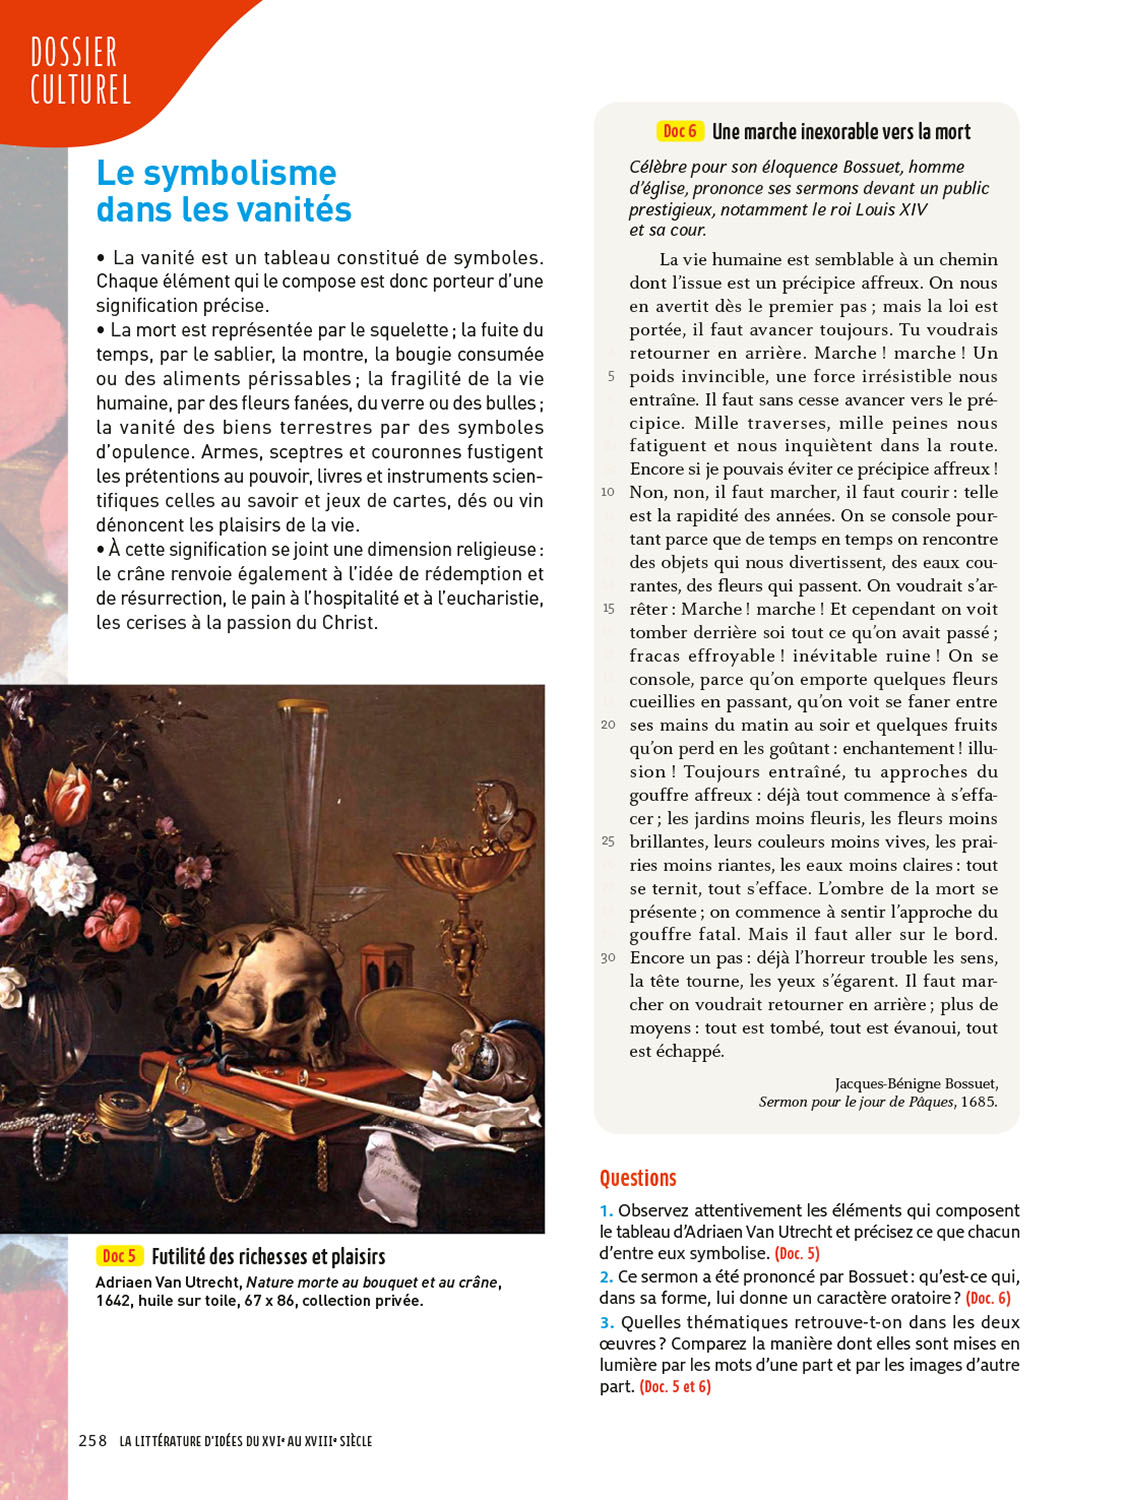 DOSSIER
CULTUREL
Le symbolisme
dans les vanités
• La vanité est un tableau constitué de symboles.
Chaque élément qui le compose est donc porteur d'une
signification précise.
• La mort est représentée par le squelette ; la fuite du
temps, par le sablier, la montre, la bougie consumée
ou des aliments périssables ; la fragilité de la vie
humaine, par des fleurs fanées, du verre ou des bulles ;
la vanité des biens terrestres par des symboles
d'opulence. Armes, sceptres et couronnes fustigent
les prétentions au pouvoir, livres et instruments scien-
tifiques celles au savoir et jeux de cartes, dés ou vin
dénoncent les plaisirs de la vie.
• À cette signification se joint une dimension religieuse :
le crâne renvoie également à l'idée de rédemption et
de résurrection, le pain à l'hospitalité et à l'eucharistie,
les cerises à la passion du Christ.
Doc 5 Futilité des richesses et plaisirs
Adriaen Van Utrecht, Nature morte au bouquet et au crâne,
1642, huile sur toile, 67 x 86, collection privée.
Doc 6 Une marche inexorable vers la mort
Célèbre pour son éloquence Bossuet, homme
d'église, prononce ses sermons devant un public
prestigieux, notamment le roi Louis XIV
et sa cour.
La vie humaine est semblable à un chemin
dont l'issue est un précipice affreux. On nous
en avertit dès le premier pas ; mais la loi est
portée, il faut avancer toujours. Tu voudrais
retourner en arrière. Marche ! marche ! Un
5 poids invincible, une force irrésistible nous
entraîne. Il faut sans cesse avancer vers le pré-
cipice. Mille traverses, mille peines nous
fatiguent et nous inquiètent dans la route.
Encore si je pouvais éviter ce précipice affreux !
10 Non, non, il faut marcher, il faut courir : telle
est la rapidité des années. On se console pour-
tant parce que de temps en temps on rencontre
des objets qui nous divertissent, des eaux cou-
rantes, des fleurs qui passent. On voudrait s'ar-
15 rêter : Marche ! marche ! Et cependant on voit
tomber derrière soi tout ce qu'on avait passé ;
fracas effroyable ! inévitable ruine ! On se
console, parce qu'on emporte quelques fleurs
cueillies en passant, qu'on voit se faner entre
20 ses mains du matin au soir et quelques fruits
qu'on perd en les goûtant : enchantement ! illu-
sion ! Toujours entraîné, tu approches du
gouffre affreux : déjà tout commence à s'effa-
cer ; les jardins moins fleuris, les fleurs moins
25 brillantes, leurs couleurs moins vives, les prai-
ries moins riantes, les eaux moins claires : tout
se ternit, tout s'efface. L'ombre de la mort se
présente ; on commence à sentir l'approche du
gouffre fatal. Mais il faut aller sur le bord.
30 Encore un pas : déjà l'horreur trouble les sens,
la tête tourne, les yeux s'égarent. Il faut mar-
cher on voudrait retourner en arrière ; plus de
moyens : tout est tombé, tout est évanoui, tout
est échappé.
Jacques-Bénigne Bossuet,
Sermon pour le jour de Pâques, 1685.
Questions
1. Observez attentivement les éléments qui composent
le tableau d'Adriaen Van Utrecht et précisez ce que chacun
d'entre eux symbolise. (Doc. 5)
2. Ce sermon a été prononcé par Bossuet : qu'est-ce qui,
dans sa forme, lui donne un caractère oratoire ? (Doc. 6)
3. Quelles thématiques retrouve-t-on dans les deux
œuvres ? Comparez la manière dont elles sont mises en
lumière par les mots d'une part et par les images d'autre
part. (Doc. 5 et 6)
258 LA LITTÉRATURE D'IDÉES DU XVIe AU XVIIIe SIÈCLE